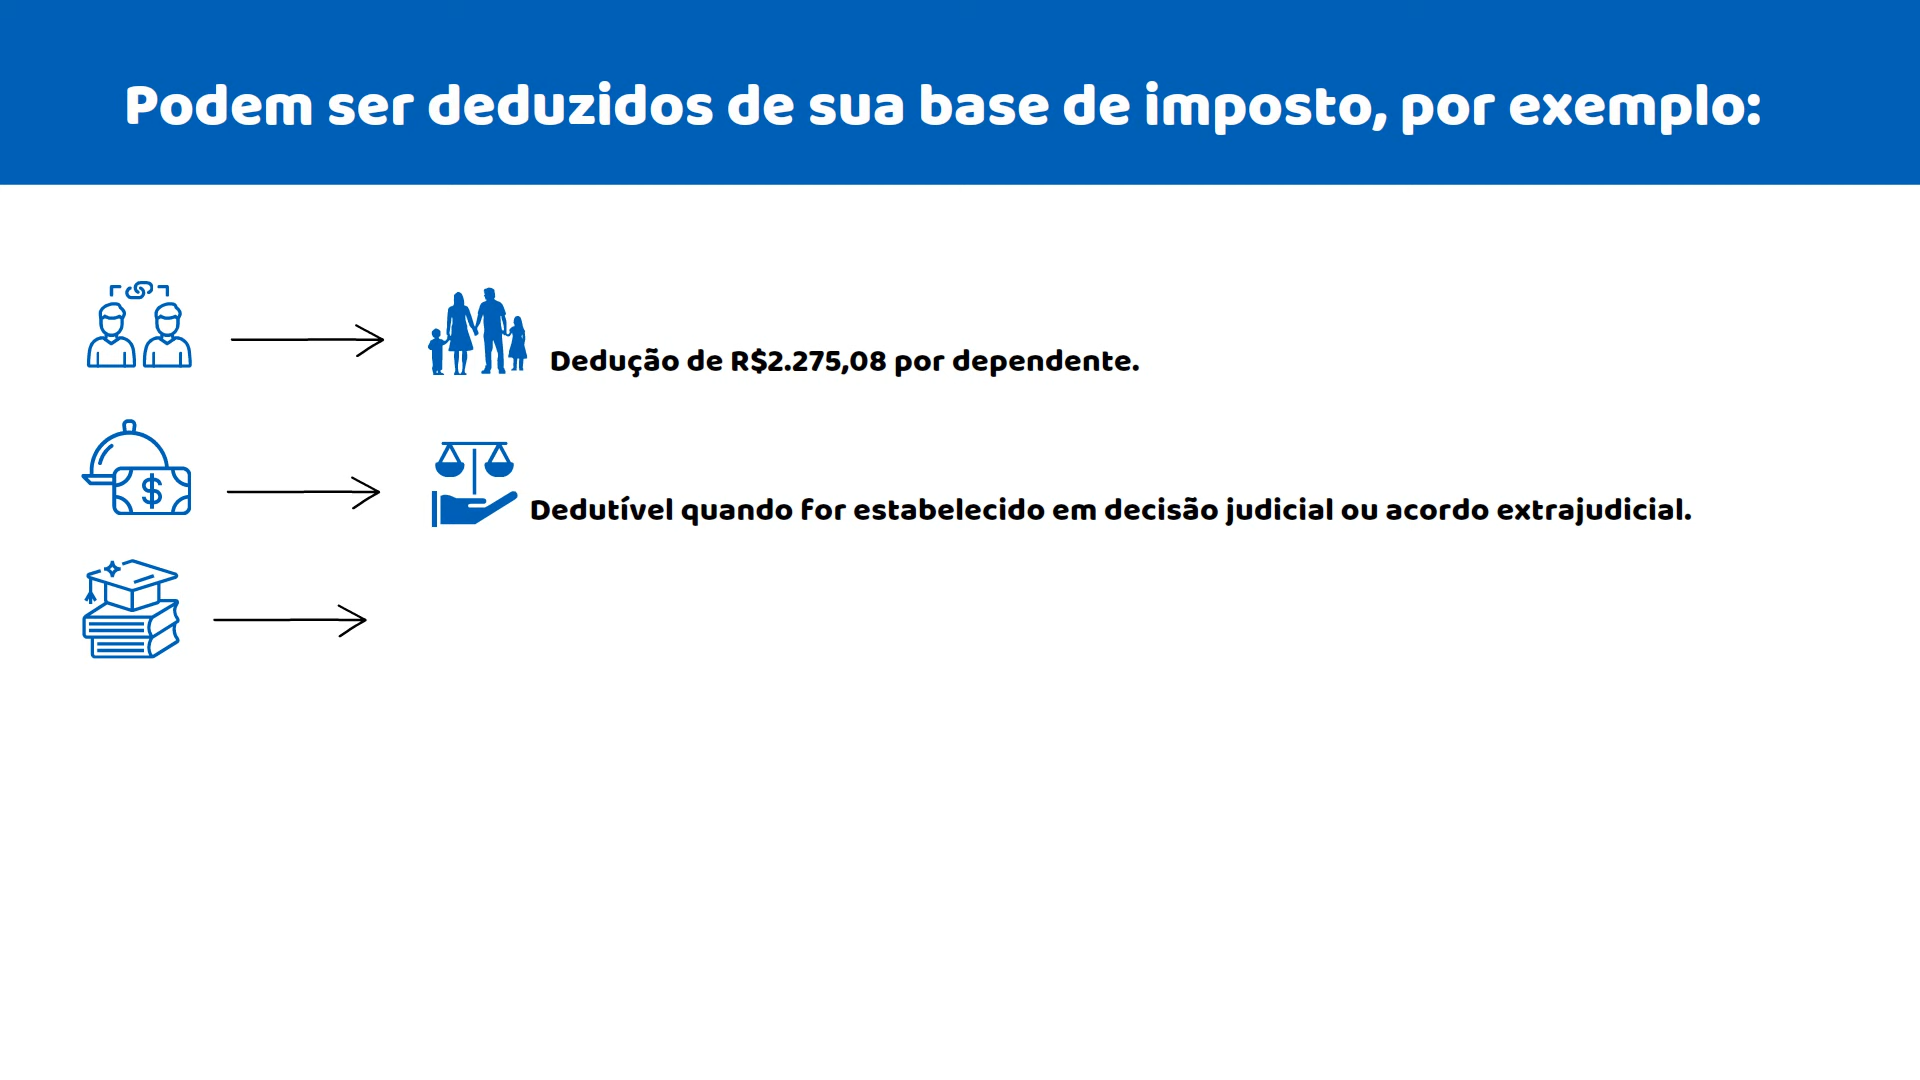 Podem ser deduzidos de sua base de imposto, por exemplo:
Dedução de R$2.275,08 por dependente.
$
Dedutível quando for estabelecido em decisão judicial ou acordo extrajudicial.